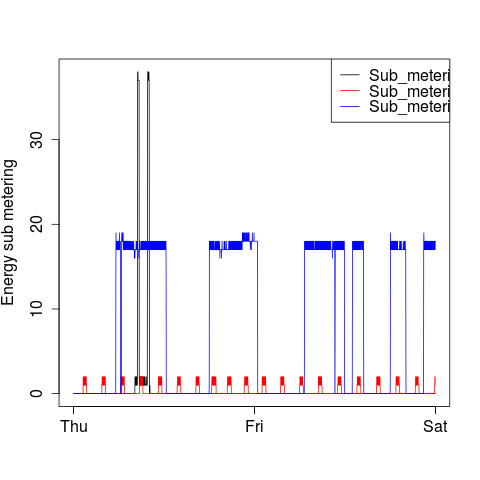 Sub_meteri
Sub_meteri
Sub_meteri
Energy sub metering
30
20
10
0
Thu Fri Sat